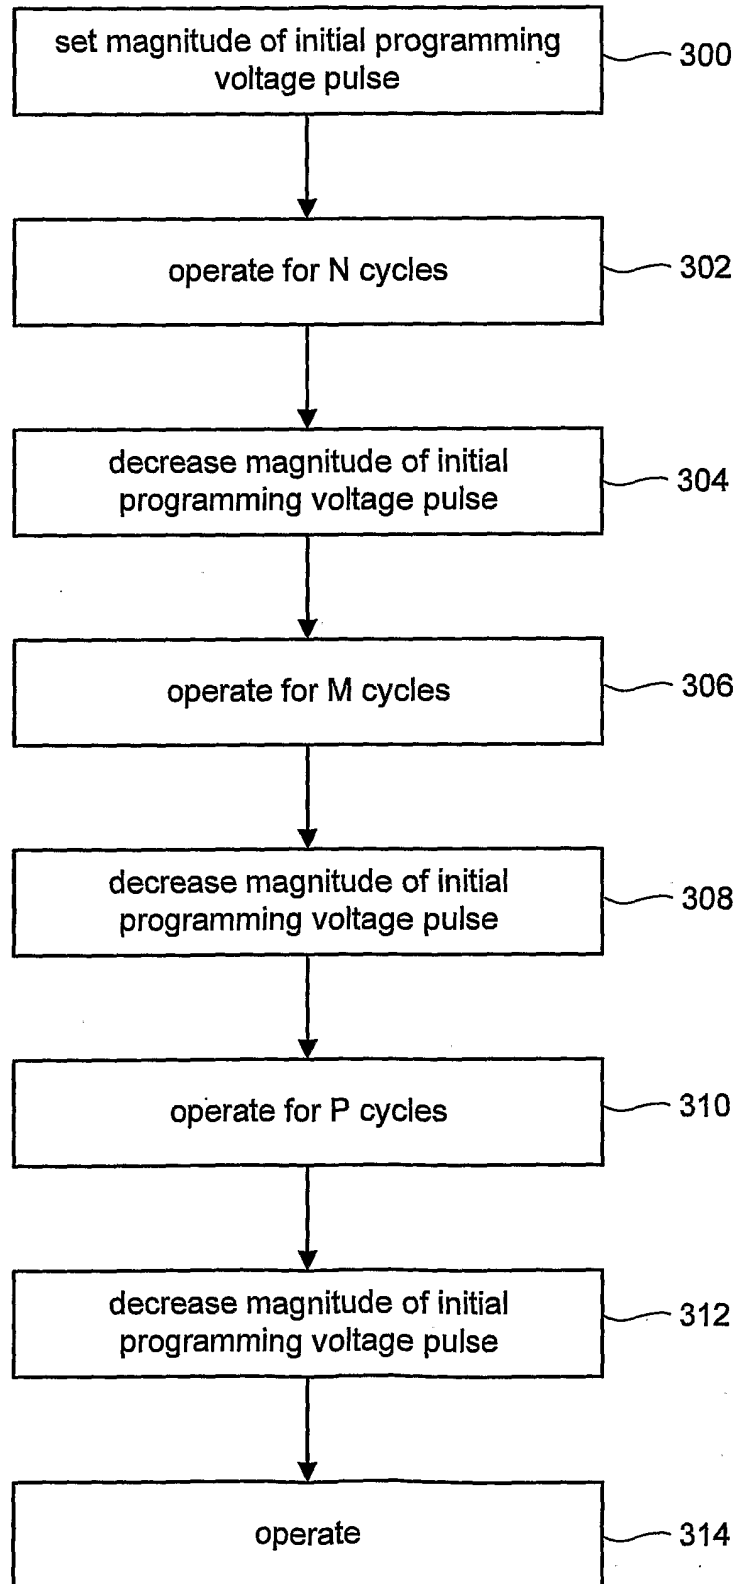 set magnitude of initial programming
voltage pulse
300
operate for N cycles
302
decrease magnitude of initial
programming voltage pulse
304
operate for M cycles
306
decrease magnitude of initial
programming voltage pulse
308
operate for P cycles
310
decrease magnitude of initial
programming voltage pulse
312
operate
314